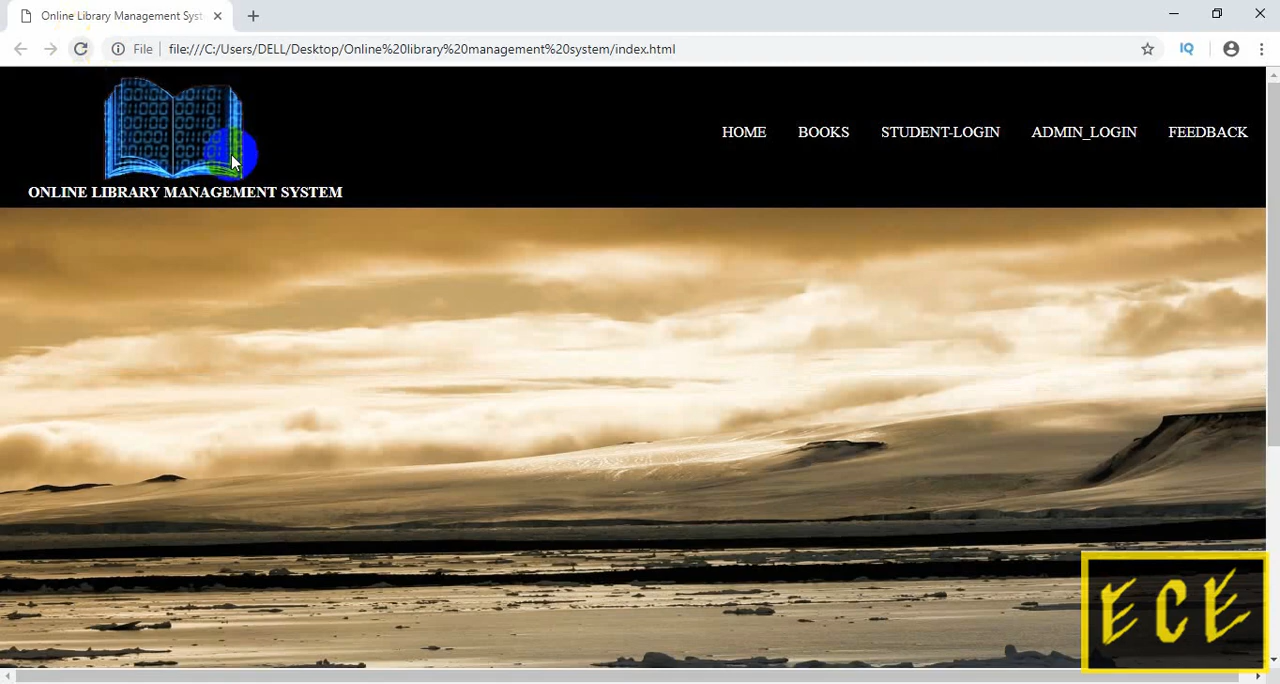 Online Library Management Syst
File
file:///C:/Users/DELL/Desktop/Online%20library%20management%20system/index.html
IQ
HOME BOOKS STUDENT-LOGIN ADMIN_LOGIN FEEDBACK
ONLINE LIBRARY MANAGEMENT SYSTEM
ECE